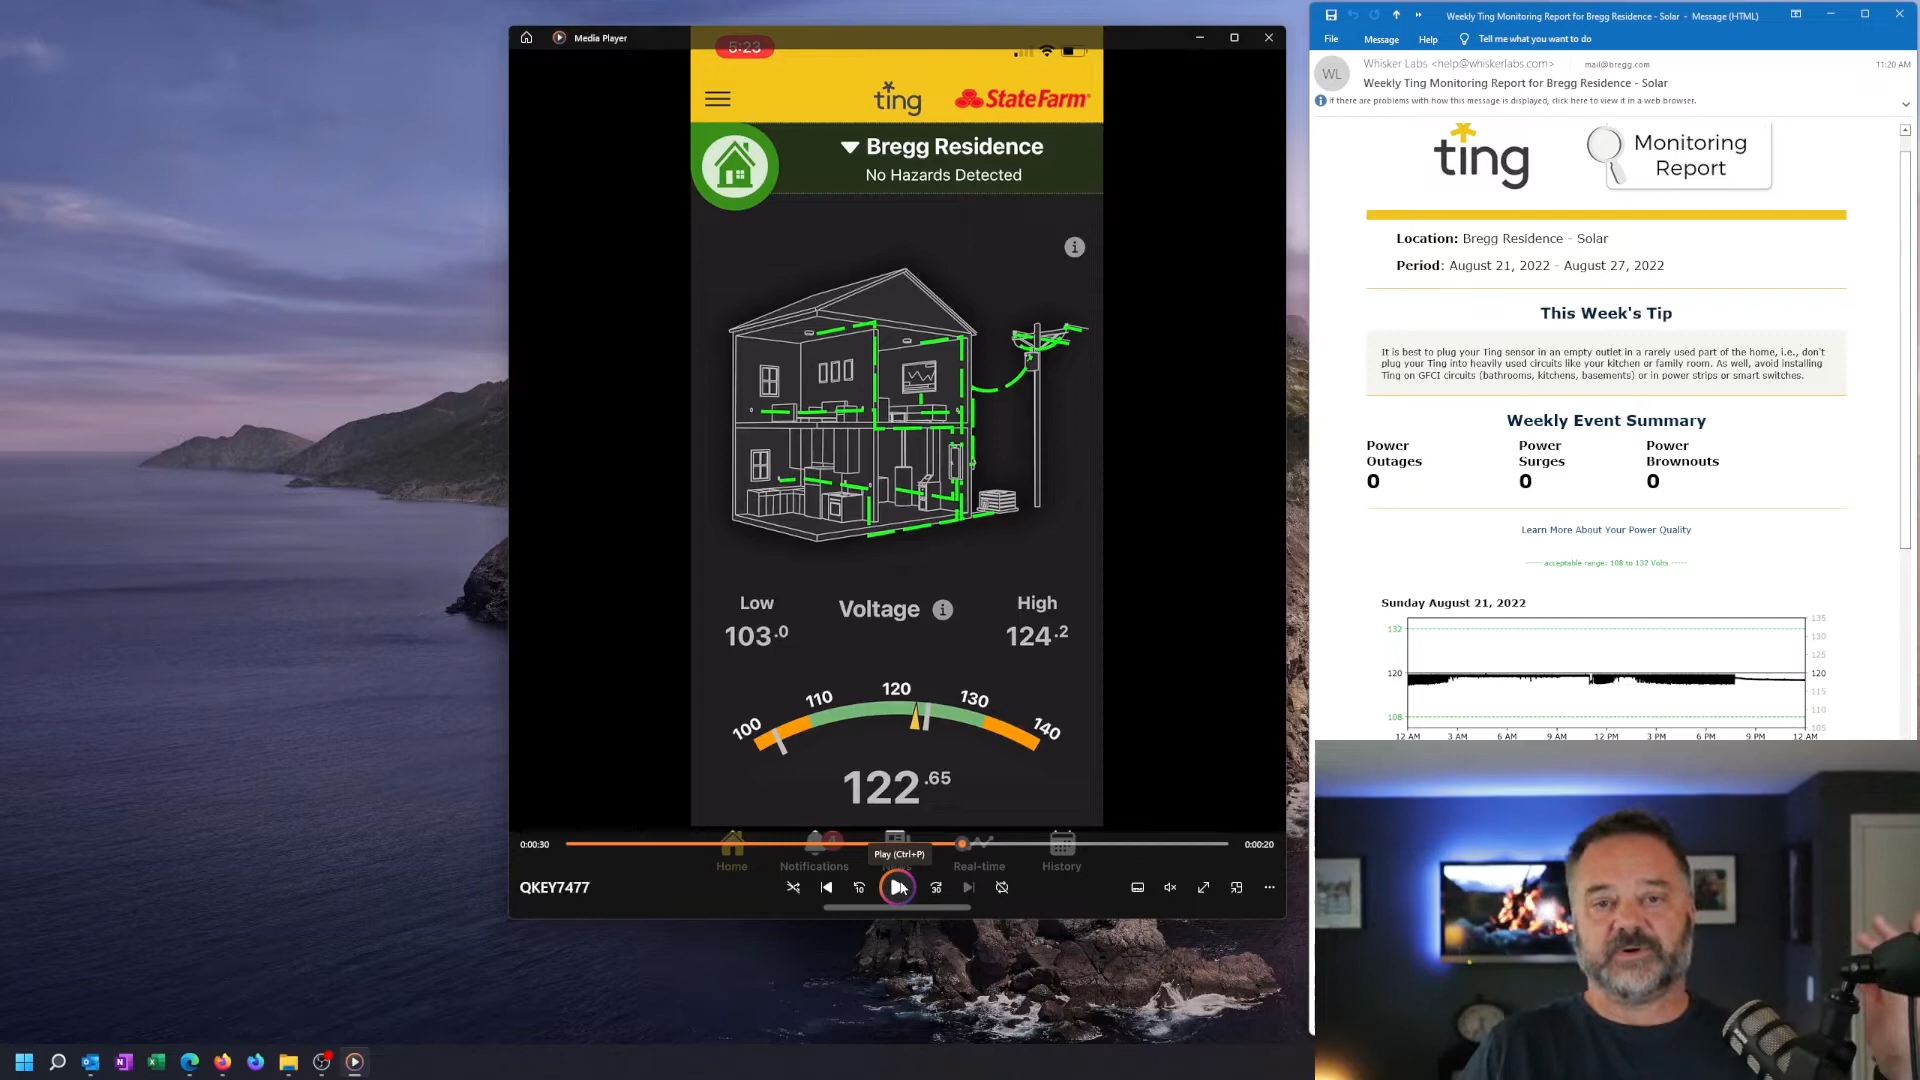 Media Player
5:23
ting StateFarm
Bregg Residence
No Hazards Detected
Low Voltage High
103.0 124.2
100 110 120 130 140
122.65
0:00:30 0:00:20
Play (Ctrl+P)
Home Notifications Real-time History
QKEY7477
10 30
Weekly Ting Monitoring Report for Bregg Residence - Solar - Message (HTML)
File Message Help Tell me what you want to do
WL
Whisker Labs <help@whiskerlabs.com> mail@bregg.com 11:20 AM
Weekly Ting Monitoring Report for Bregg Residence - Solar
If there are problems with how this message is displayed, click here to view it in a web browser.
ting
Monitoring
Report
Location: Bregg Residence - Solar
Period: August 21, 2022 - August 27, 2022
This Week's Tip
It is best to plug your Ting sensor in an empty outlet in a rarely used part of the home, i.e., don't
plug your Ting into heavily used circuits like your kitchen or family room. As well, avoid installing
Ting on GFCI circuits (bathrooms, kitchens, basements) or in power strips or smart switches.
Weekly Event Summary
Power Power Power
Outages Surges Brownouts
0 0 0
Learn More About Your Power Quality
----- acceptable range: 108 to 132 Volts -----
Sunday August 21, 2022
135
132 130
125
120 120
115
110
108
105
12 AM 3 AM 6 AM 9 AM 12 PM 3 PM 6 PM 9 PM 12 AM